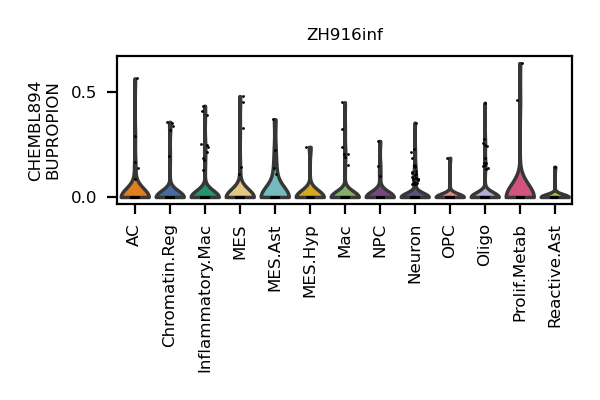 ZH916inf
CHEMBL894
BUPROPION
0.5
0.0
AC
Chromatin.Reg
Inflammatory.Mac
MES
MES.Ast
MES.Hyp
Mac
NPC
Neuron
OPC
Oligo
Prolif.Metab
Reactive.Ast